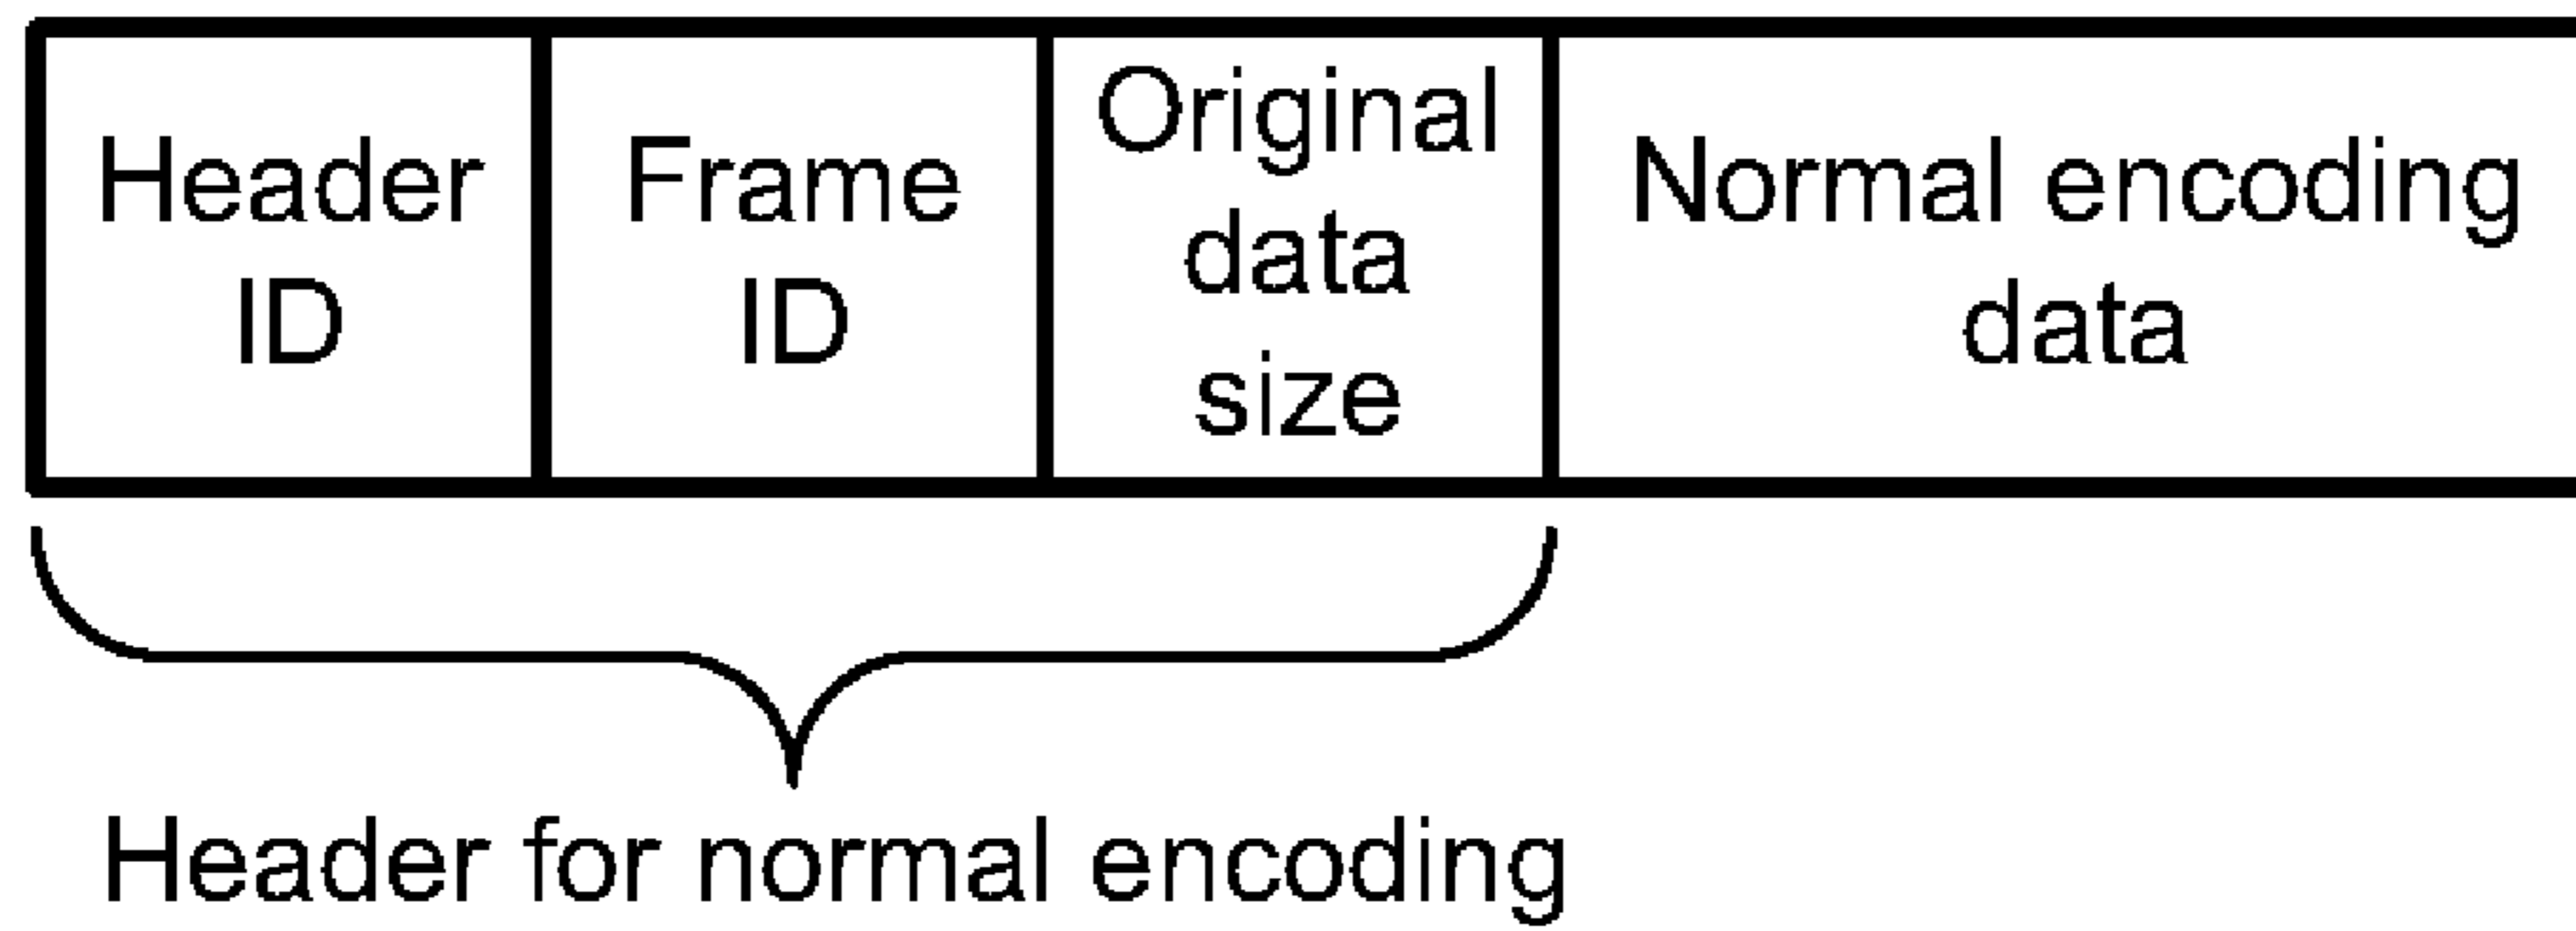 Header
ID
Frame
ID
Original
data
size
Normal encoding
data
Header for normal encoding